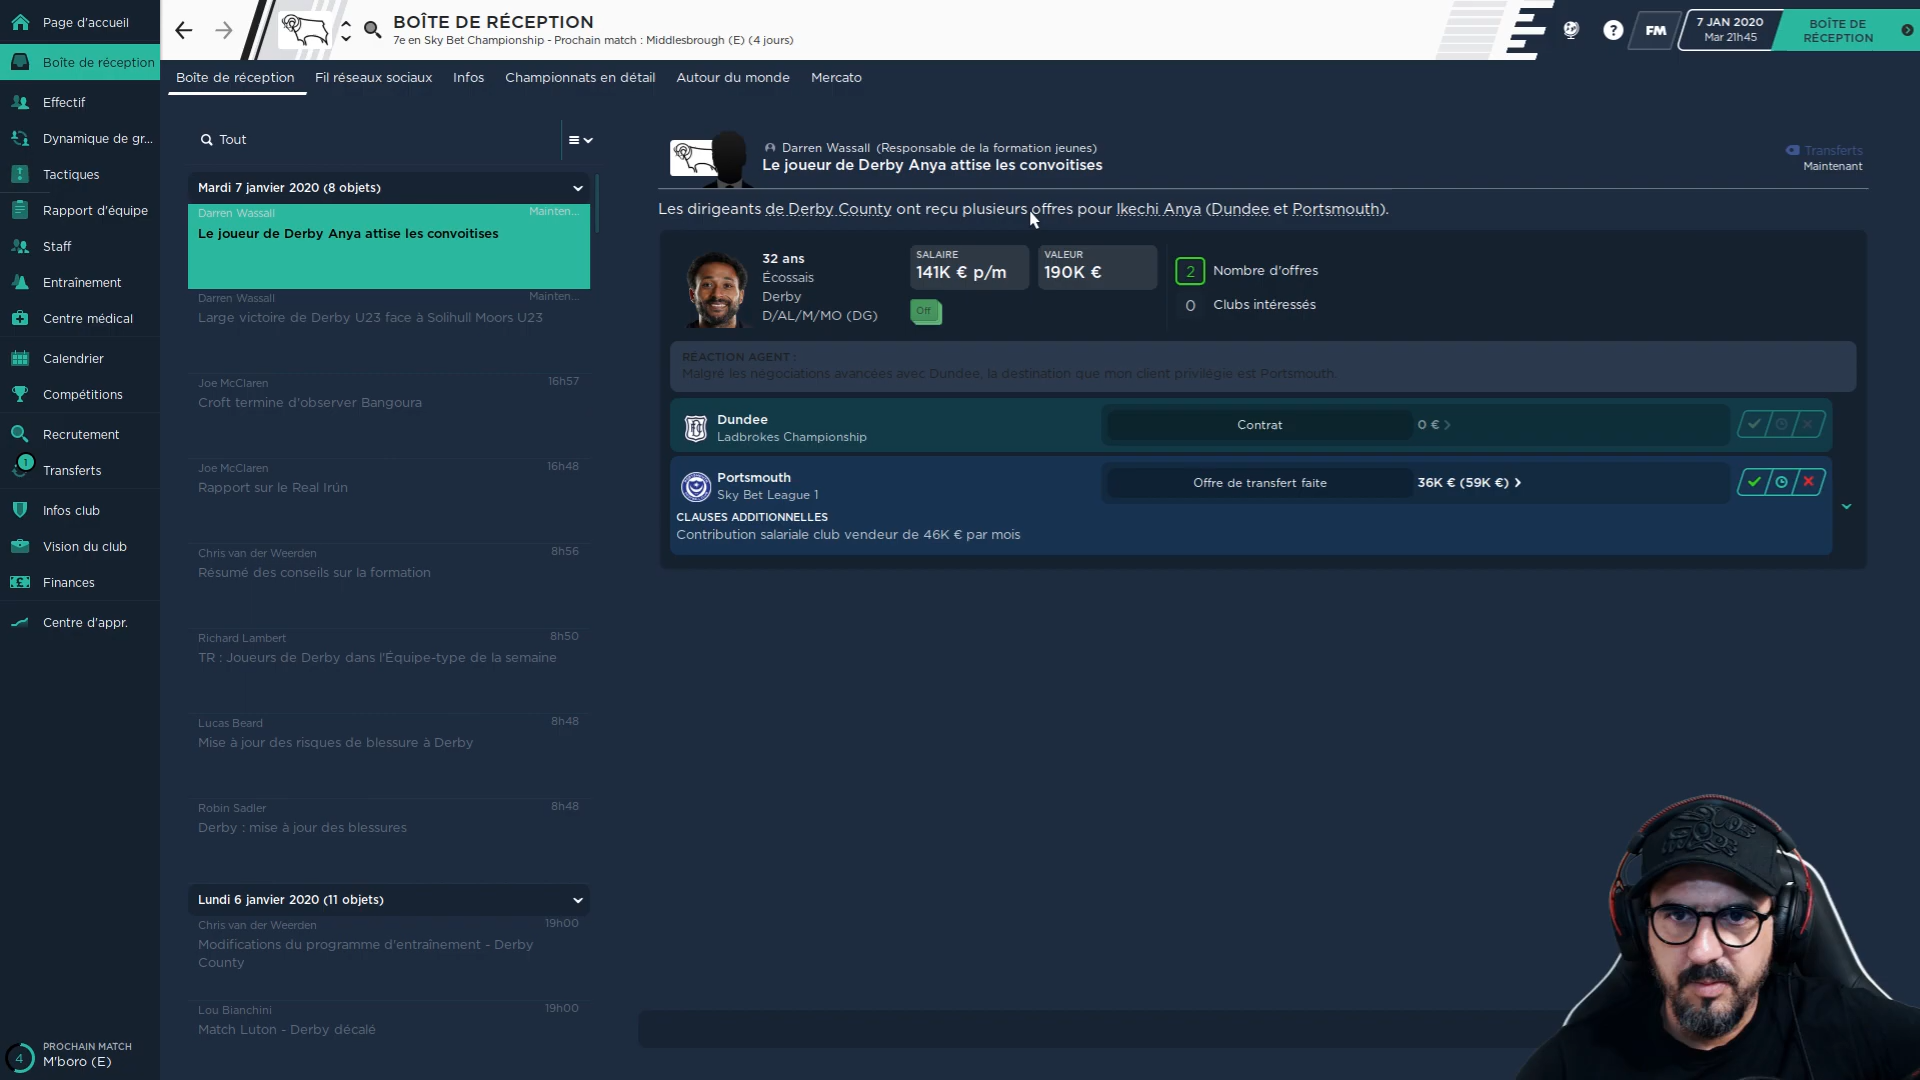 Page d'accueil
Boîte de réception
Effectif
Dynamique de gr...
Tactiques
Rapport d'équipe
Staff
Entraînement
Centre médical
Calendrier
Compétitions
Recrutement
1
Transferts
Infos club
Vision du club
Finances
Centre d'appr.
4
PROCHAIN MATCH
M'boro (E)
BOÎTE DE RÉCEPTION
7e en Sky Bet Championship - Prochain match : Middlesbrough (E) (4 jours)
?
FM
7 JAN 2020
Mar 21h45
BOÎTE DE RÉCEPTION
Boîte de réception
Fil réseaux sociaux
Infos
Championnats en détail
Autour du monde
Mercato
Tout
Mardi 7 janvier 2020 (8 objets)
Darren Wassall Mainten...
Le joueur de Derby Anya attise les convoitises
Darren Wassall Mainten...
Large victoire de Derby U23 face à Solihull Moors U23
Joe McClaren 16h57
Croft termine d'observer Bangoura
Joe McClaren 16h48
Rapport sur le Real Irún
Chris van der Weerden 8h56
Résumé des conseils sur la formation
Richard Lambert 8h50
TR : Joueurs de Derby dans l'Équipe-type de la semaine
Lucas Beard 8h48
Mise à jour des risques de blessure à Derby
Robin Sadler 8h48
Derby : mise à jour des blessures
Lundi 6 janvier 2020 (11 objets)
Chris van der Weerden 19h00
Modifications du programme d'entraînement - Derby
County
Lou Bianchini 19h00
Match Luton - Derby décalé
Darren Wassall (Responsable de la formation jeunes)
Le joueur de Derby Anya attise les convoitises
Transferts
Maintenant
Les dirigeants de Derby County ont reçu plusieurs offres pour Ikechi Anya (Dundee et Portsmouth).
32 ans
Écossais
Derby
D/AL/M/MO (DG)
SALAIRE
141K € p/m
VALEUR
190K €
Off
2 Nombre d'offres
0 Clubs intéressés
RÉACTION AGENT :
Malgré les négociations avancées avec Dundee, la destination que mon client privilégie est Portsmouth.
Dundee
Ladbrokes Championship
Contrat
0 €
Portsmouth
Sky Bet League 1
Offre de transfert faite
36K € (59K €)
CLAUSES ADDITIONNELLES
Contribution salariale club vendeur de 46K € par mois